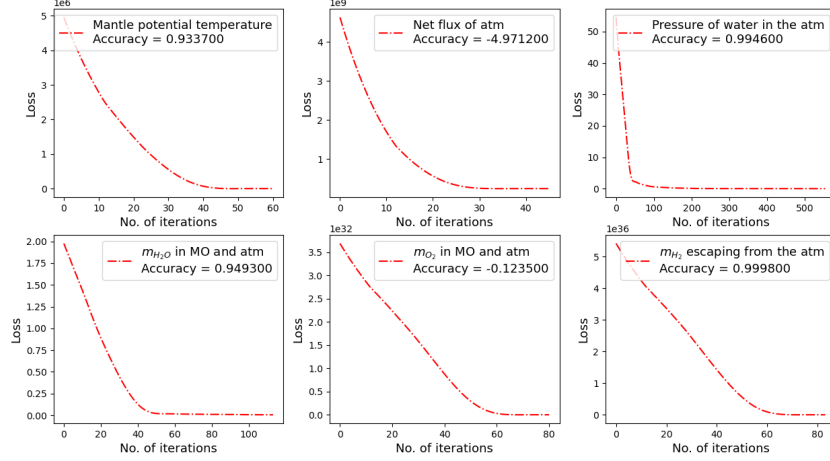 1e6
Mantle potential temperature
Accuracy = 0.933700
5
4
3
2
1
0
Loss
0 10 20 30 40 50 60
No. of iterations
1e9
Net flux of atm
Accuracy = -4.971200
4
3
2
1
Loss
0 10 20 30 40
No. of iterations
Pressure of water in the atm
Accuracy = 0.994600
50
40
30
20
10
0
Loss
0 100 200 300 400 500
No. of iterations
m_{H_2O} in MO and atm
Accuracy = 0.949300
2.00
1.75
1.50
1.25
1.00
0.75
0.50
0.25
0.00
Loss
0 20 40 60 80 100
No. of iterations
1e32
m_{O_2} in MO and atm
Accuracy = -0.123500
3.5
3.0
2.5
2.0
1.5
1.0
0.5
0.0
Loss
0 20 40 60 80
No. of iterations
1e36
m_{H_2} escaping from the atm
Accuracy = 0.999800
5
4
3
2
1
0
Loss
0 20 40 60 80
No. of iterations